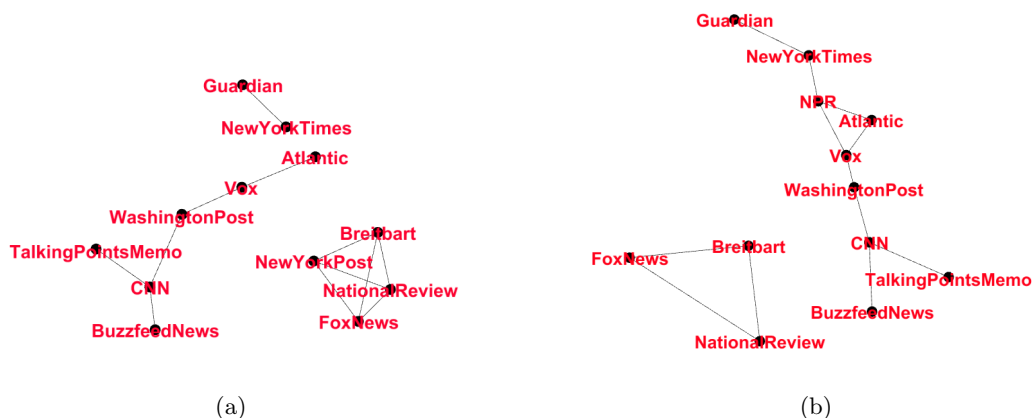 Guardian
NewYorkTimes
Atlantic
Vox
WashingtonPost
TalkingPointsMemo
CNN
BuzzfeedNews
Breitbart
NewYorkPost
NationalReview
FoxNews
(a)
Guardian
NewYorkTimes
NPR
Atlantic
Vox
WashingtonPost
CNN
TalkingPointsMemo
BuzzfeedNews
Breitbart
FoxNews
NationalReview
(b)